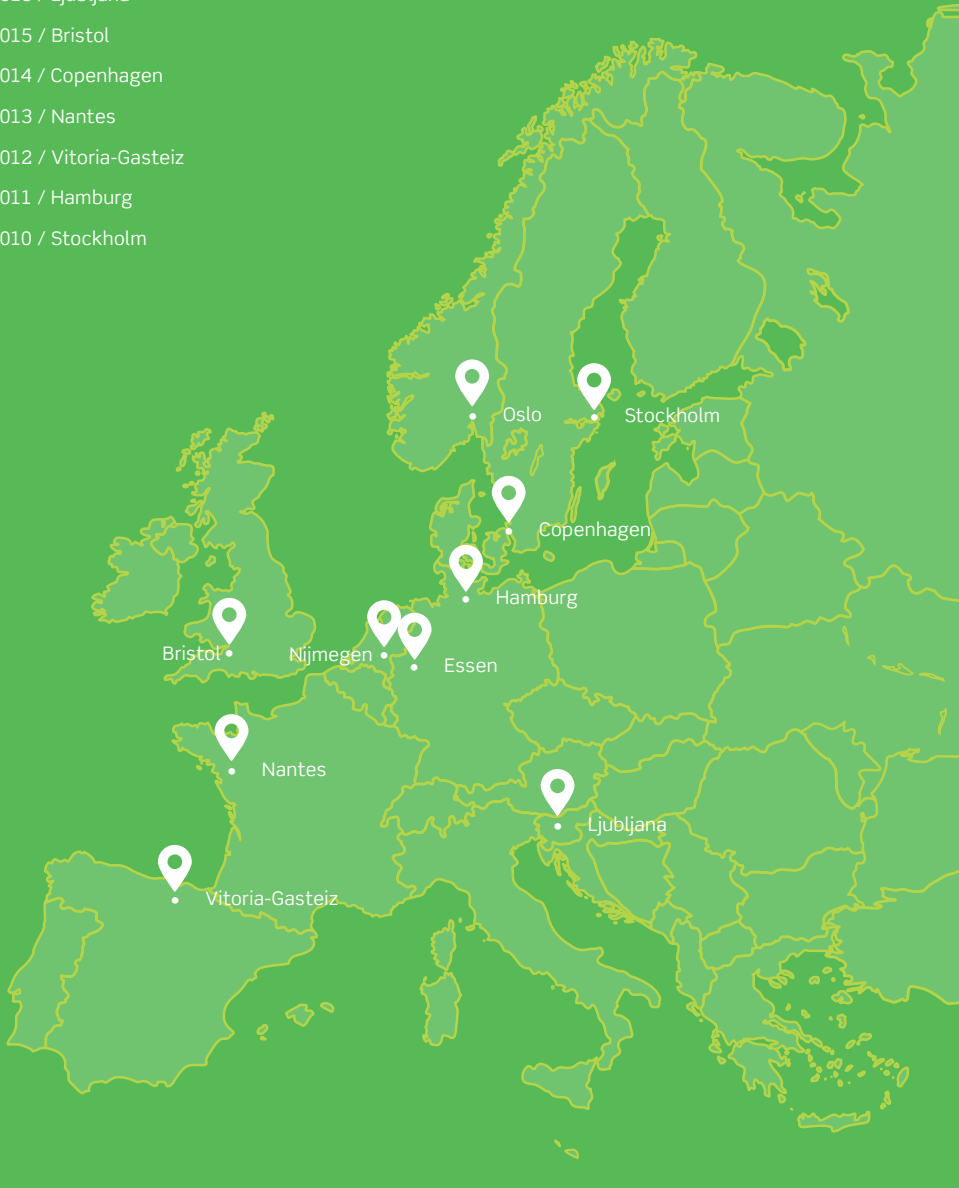 015 / Bristol
014 / Copenhagen
013 / Nantes
012 / Vitoria-Gasteiz
011 / Hamburg
010 / Stockholm
Oslo
Stockholm
Copenhagen
Hamburg
Bristol
Nijmegen
Essen
Nantes
Ljubljana
Vitoria-Gasteiz